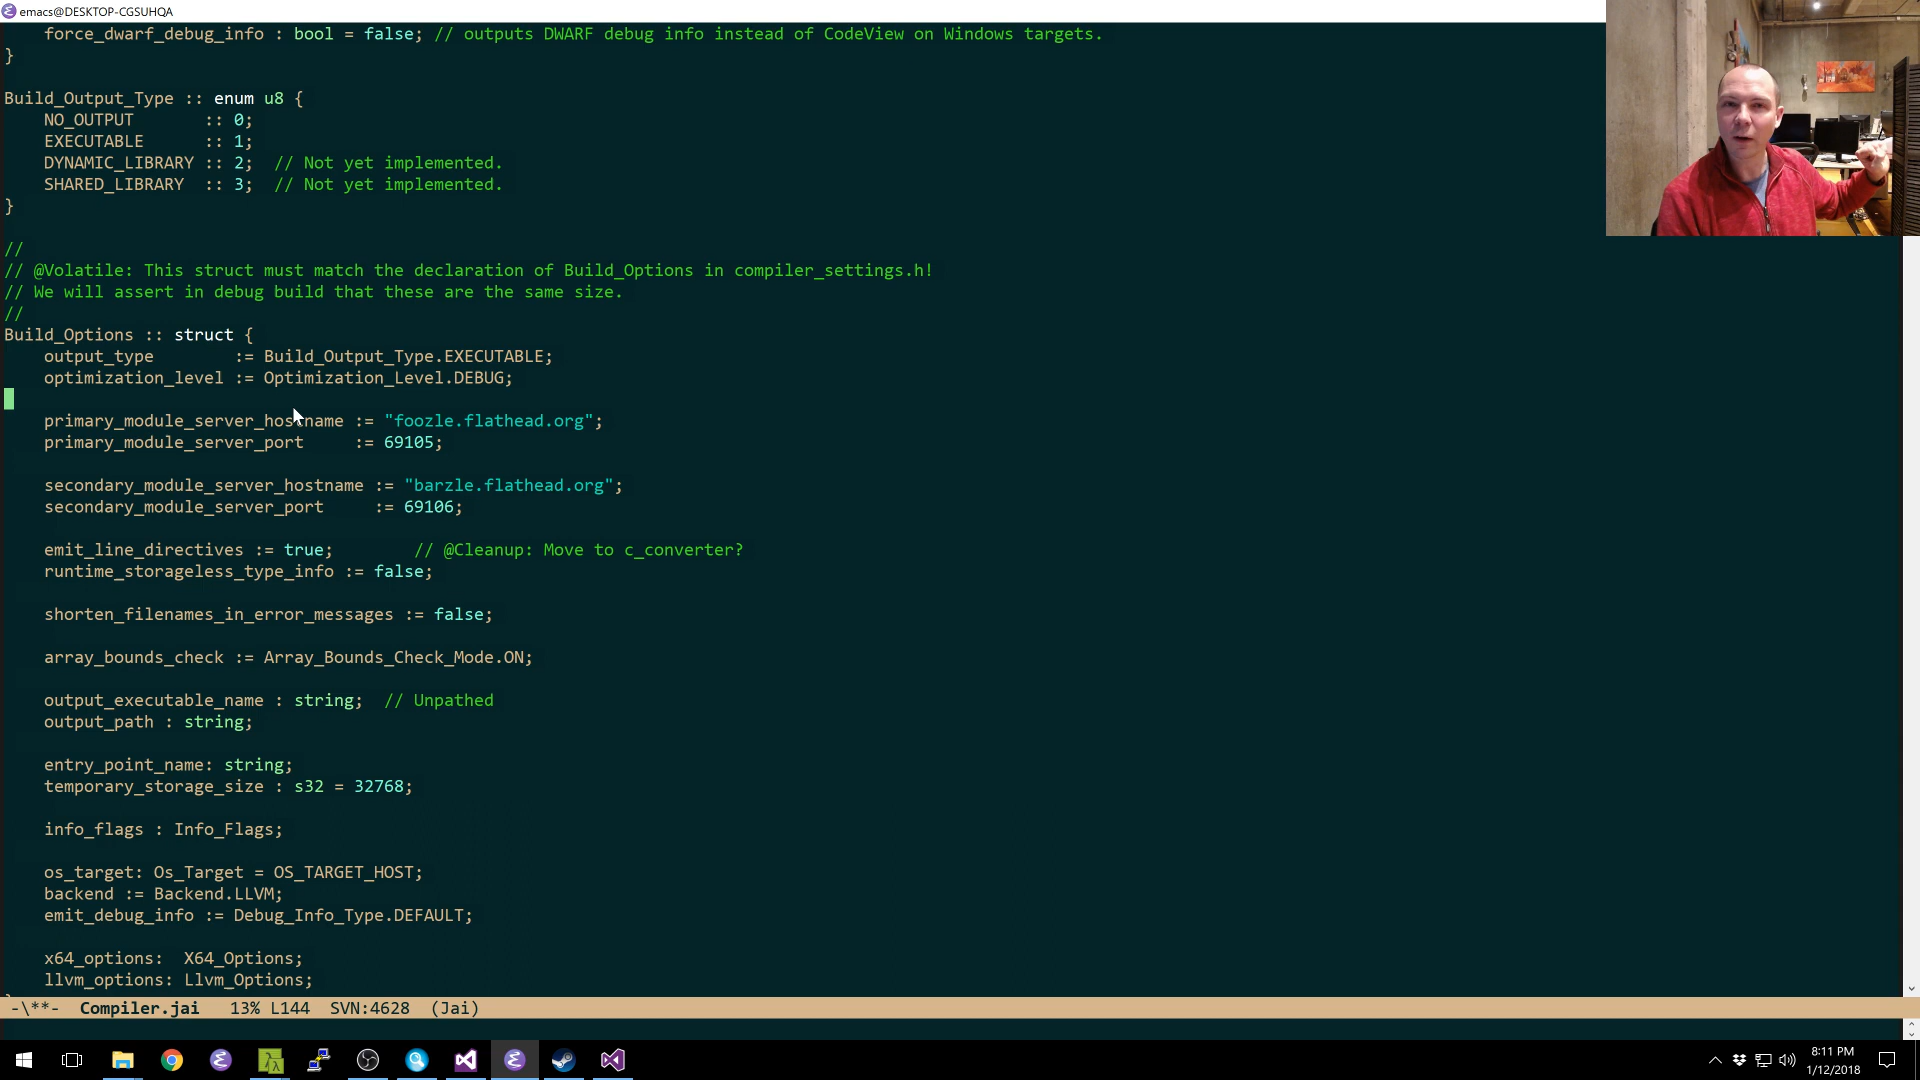 emacs@DESKTOP-CGSUHQA
force_dwarf_debug_info : bool = false; // outputs DWARF debug info instead of CodeView on Windows targets.
}
Build_Output_Type :: enum u8 {
NO_OUTPUT :: 0;
EXECUTABLE :: 1;
DYNAMIC_LIBRARY :: 2; // Not yet implemented.
SHARED_LIBRARY :: 3; // Not yet implemented.
}
//
// @Volatile: This struct must match the declaration of Build_Options in compiler_settings.h!
// We will assert in debug build that these are the same size.
//
Build_Options :: struct {
output_type := Build_Output_Type.EXECUTABLE;
optimization_level := Optimization_Level.DEBUG;
primary_module_server_hostname := "foozle.flathead.org";
primary_module_server_port := 69105;
secondary_module_server_hostname := "barzle.flathead.org";
secondary_module_server_port := 69106;
emit_line_directives := true; // @Cleanup: Move to c_converter?
runtime_storageless_type_info := false;
shorten_filenames_in_error_messages := false;
array_bounds_check := Array_Bounds_Check_Mode.ON;
output_executable_name : string; // Unpathed
output_path : string;
entry_point_name: string;
temporary_storage_size : s32 = 32768;
info_flags : Info_Flags;
os_target: Os_Target = OS_TARGET_HOST;
backend := Backend.LLVM;
emit_debug_info := Debug_Info_Type.DEFAULT;
x64_options: X64_Options;
llvm_options: Llvm_Options;
-\**- Compiler.jai 13% L144 SVN:4628 (Jai)
8:11 PM
1/12/2018